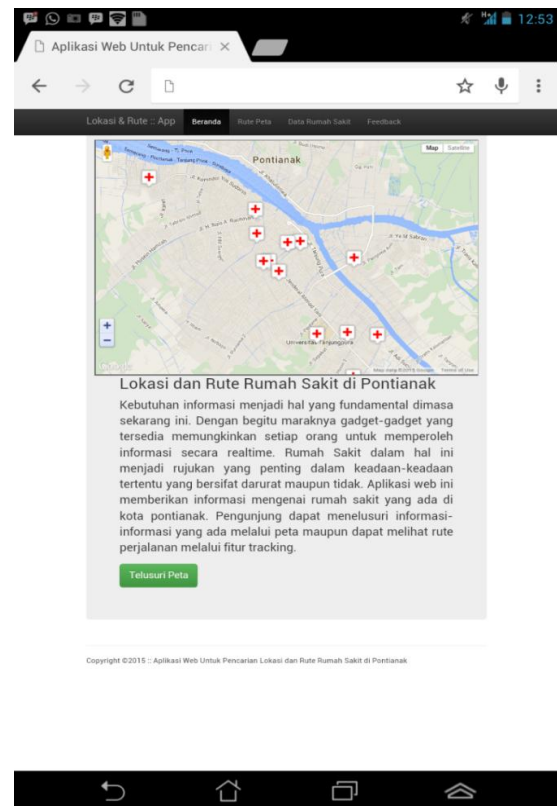 12:53
Aplikasi Web Untuk Pencari
Lokasi & Rute :: App Beranda Rute Peta Data Rumah Sakit Feedback
Map Satellite
Pontianak
Universitas Tanjungpura
Terms of Use
Lokasi dan Rute Rumah Sakit di Pontianak
Kebutuhan informasi menjadi hal yang fundamental dimasa
sekarang ini. Dengan begitu maraknya gadget-gadget yang
tersedia memungkinkan setiap orang untuk memperoleh
informasi secara realtime. Rumah Sakit dalam hal ini
menjadi rujukan yang penting dalam keadaan-keadaan
tertentu yang bersifat darurat maupun tidak. Aplikasi web ini
memberikan informasi mengenai rumah sakit yang ada di
kota pontianak. Pengunjung dapat menelusuri informasi-
informasi yang ada melalui peta maupun dapat melihat rute
perjalanan melalui fitur tracking.
Telusuri Peta
Copyright ©2015 :: Aplikasi Web Untuk Pencarian Lokasi dan Rute Rumah Sakit di Pontianak